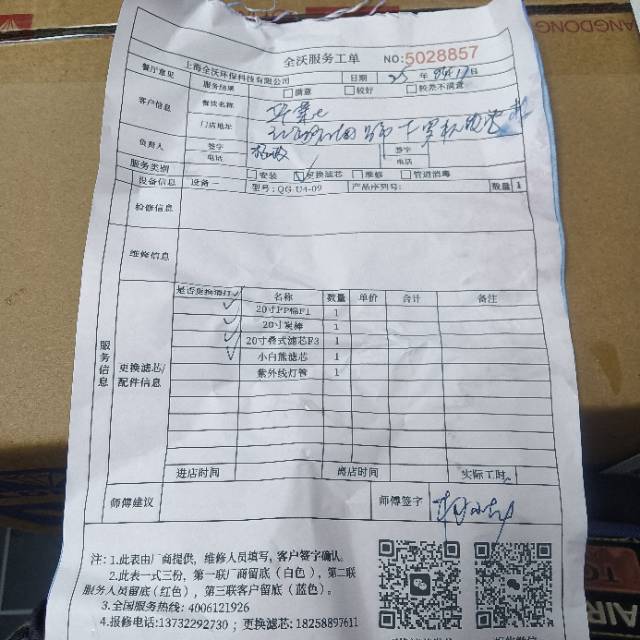 全沃服务工单 NO:5028857
上海全沃环保科技有限公司 日期 25 年
餐厅意见 服务结果 满意 较好 较差不满意
客户信息 餐饮名称
门店地址
负责人 签字 签字
电话 电话
服务类别 安装 更换滤芯 维修 管道消毒
设备信息 设备一 型号:QG-U4-09 产品序列号: 数量 1
检修信息
维修信息
名称 数量 单价 合计 备注
20寸PP棉F1 1
20寸炭棒 1
20寸叠式滤芯F3 1
小白熊滤芯 1
紫外线灯管 1
服务信息
更换滤芯/
配件信息
进店时间 离店时间 实际工时
师傅建议 师傅签字
注: 1.此表由厂商提供, 维修人员填写, 客户签字确认.
2.此表一式三份, 第一联厂商留底 (白色), 第二联
服务人员留底 (红色), 第三联客户留底 (蓝色).
3.全国服务热线: 4006121926
4.报修电话:13732292730 ; 更换滤芯: 18258897611
ANGDONG
AIR